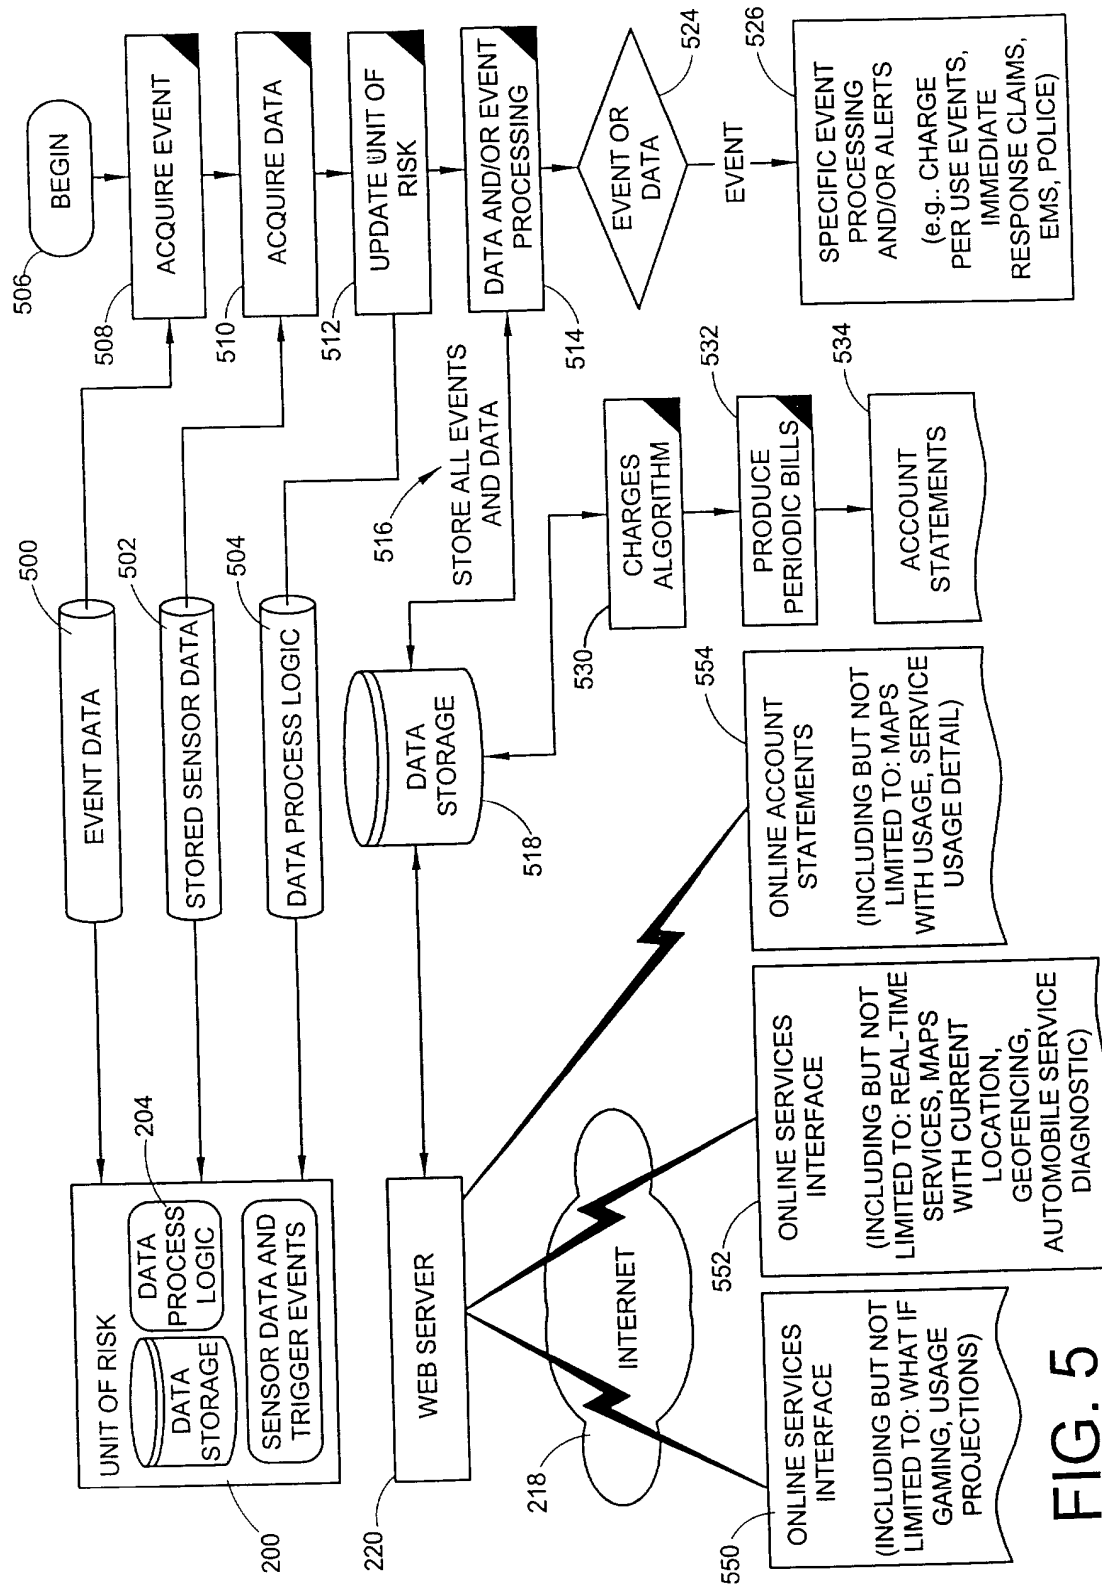 UNIT OF RISK
DATA
STORAGE
DATA
PROCESS
LOGIC
204
SENSOR DATA AND
TRIGGER EVENTS
200
EVENT DATA
500
STORED SENSOR DATA
502
DATA PROCESS LOGIC
504
506
BEGIN
508
ACQUIRE EVENT
510
ACQUIRE DATA
512
UPDATE UNIT OF
RISK
DATA AND/OR EVENT
PROCESSING
514
516
STORE ALL EVENTS
AND DATA
EVENT OR
DATA
524
EVENT
526
SPECIFIC EVENT
PROCESSING
AND/OR ALERTS
(e.g.. CHARGE
PER USE EVENTS,
IMMEDIATE
RESPONSE CLAIMS,
EMS, POLICE)
220
WEB SERVER
DATA
STORAGE
518
CHARGES
ALGORITHM
530
532
PRODUCE
PERIODIC BILLS
534
ACCOUNT
STATEMENTS
218
INTERNET
550
ONLINE SERVICES
INTERFACE
(INCLUDING BUT NOT
LIMITED TO: WHAT IF
GAMING, USAGE
PROJECTIONS)
552
ONLINE SERVICES
INTERFACE
(INCLUDING BUT NOT
LIMITED TO: REAL-TIME
SERVICES, MAPS
WITH CURRENT
LOCATION,
GEOFENCING,
AUTOMOBILE SERVICE
DIAGNOSTIC)
554
ONLINE ACCOUNT
STATEMENTS
(INCLUDING BUT NOT
LIMITED TO: MAPS
WITH USAGE, SERVICE
USAGE DETAIL)
FIG. 5